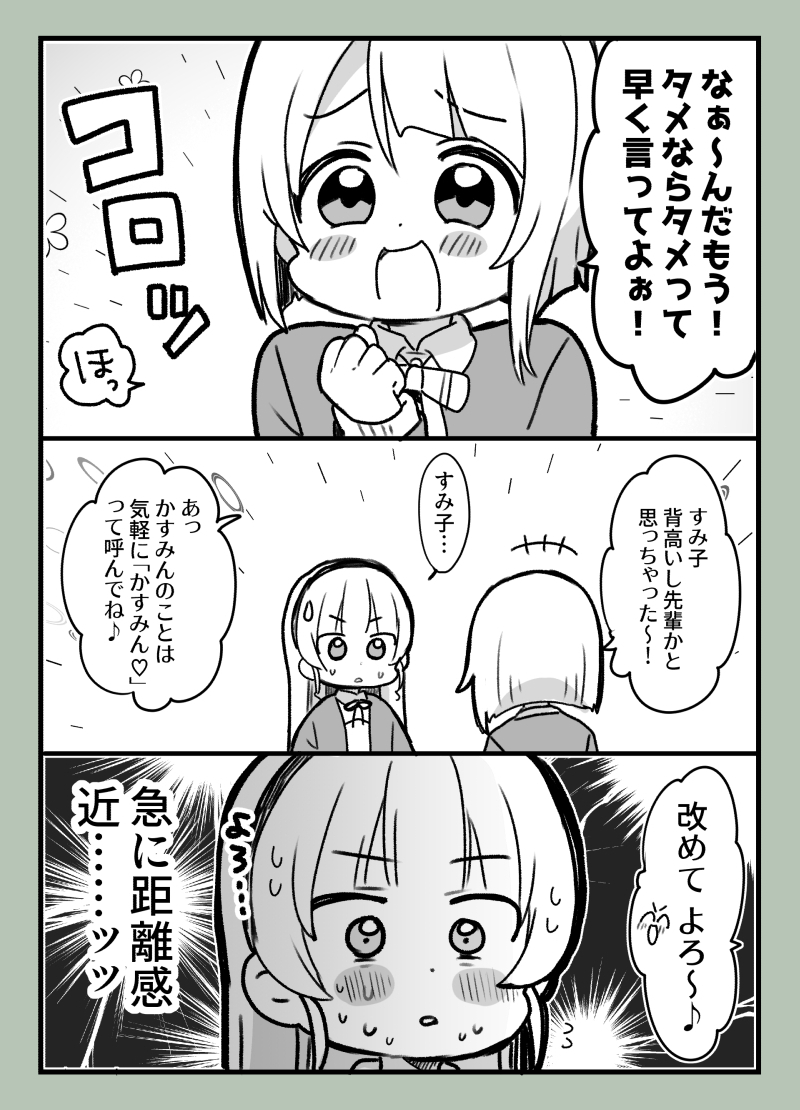 なぁ〜んだもう！
タメならタメって
早く言ってよぉ！
コロッ
ほっ
すみ子
背高いし先輩かと
思っちゃった〜！
すみ子…
あっ
かすみんのことは
気軽に「かすみん♡」
って呼んでね♪
改めてよろ〜♪
よろ…
急に距離感
近……ッッ